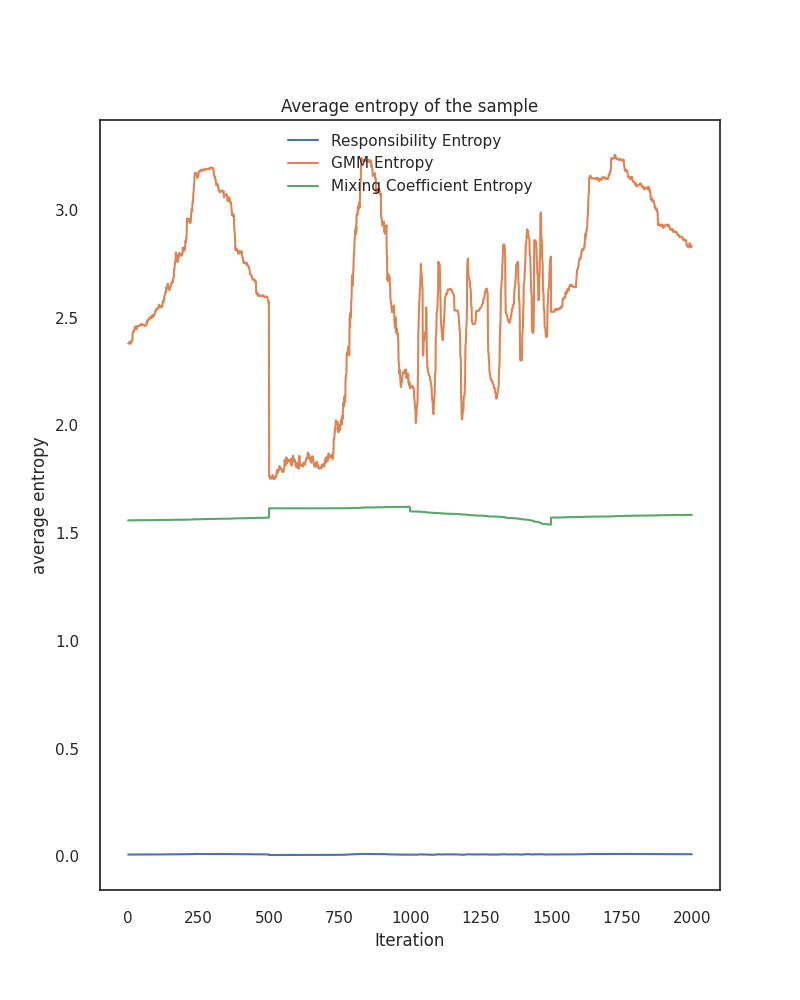 Average entropy of the sample
Responsibility Entropy
GMM Entropy
Mixing Coefficient Entropy
3.0
2.5
2.0
1.5
1.0
0.5
0.0
average entropy
0 250 500 750 1000 1250 1500 1750 2000
Iteration